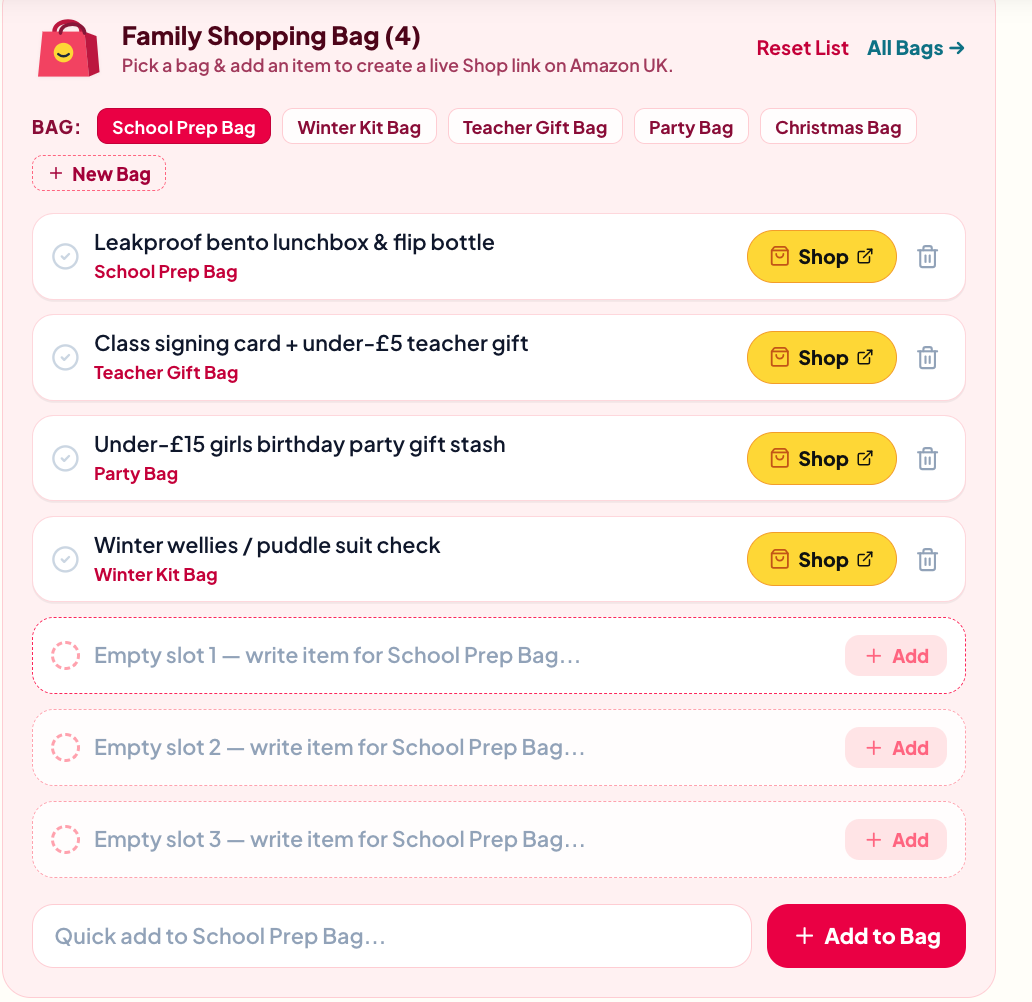 Family Shopping Bag (4)
Pick a bag & add an item to create a live Shop link on Amazon UK.
Reset List
All Bags →
BAG:
School Prep Bag
Winter Kit Bag
Teacher Gift Bag
Party Bag
Christmas Bag
+ New Bag
Leakproof bento lunchbox & flip bottle
School Prep Bag
Shop
Class signing card + under-£5 teacher gift
Teacher Gift Bag
Shop
Under-£15 girls birthday party gift stash
Party Bag
Shop
Winter wellies / puddle suit check
Winter Kit Bag
Shop
Empty slot 1 — write item for School Prep Bag...
+ Add
Empty slot 2 — write item for School Prep Bag...
+ Add
Empty slot 3 — write item for School Prep Bag...
+ Add
Quick add to School Prep Bag...
+ Add to Bag